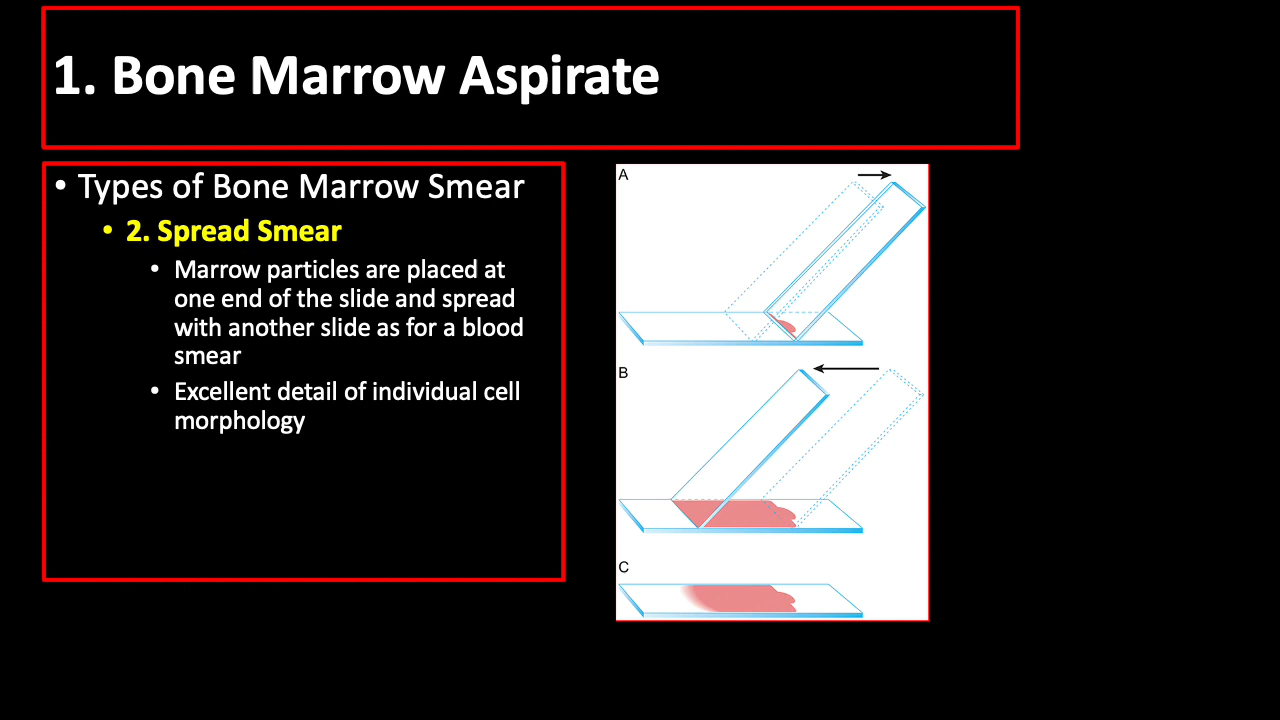 1. Bone Marrow Aspirate
• Types of Bone Marrow Smear
• 2. Spread Smear
• Marrow particles are placed at
one end of the slide and spread
with another slide as for a blood
smear
• Excellent detail of individual cell
morphology
A
B
C